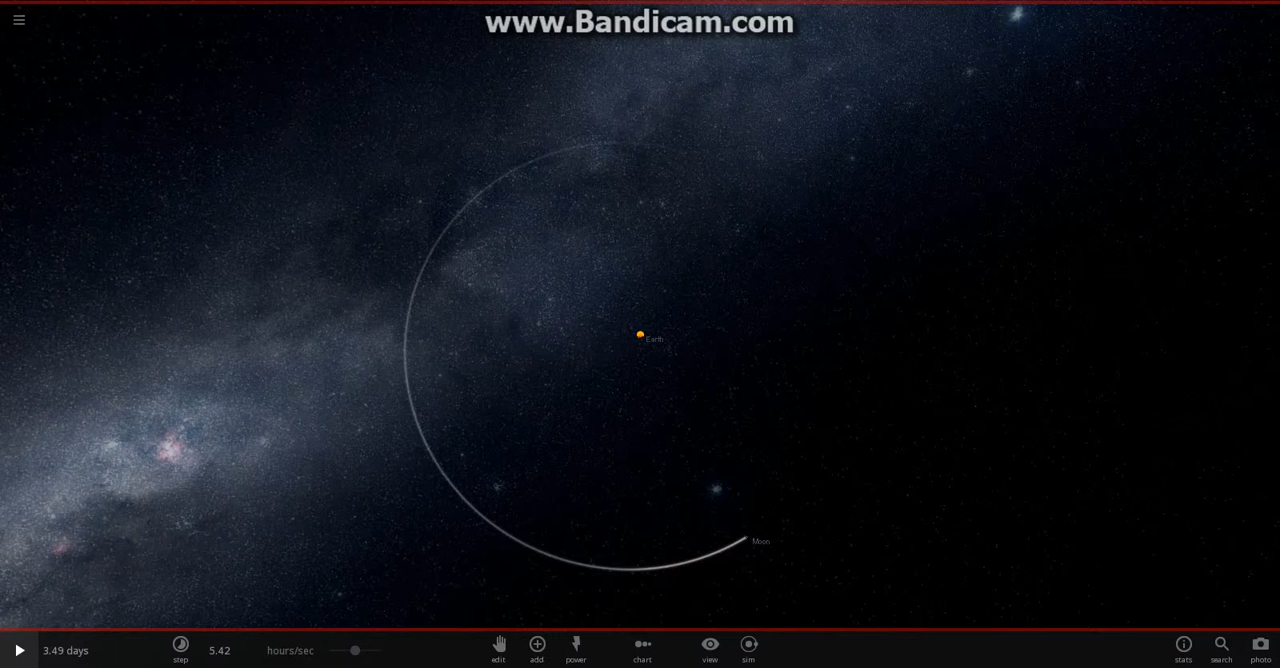 www.Bandicam.com
Earth
Moon
3.49 days
step
5.42
hours/sec
edit
add
power
chart
view
sim
stats
search
photo